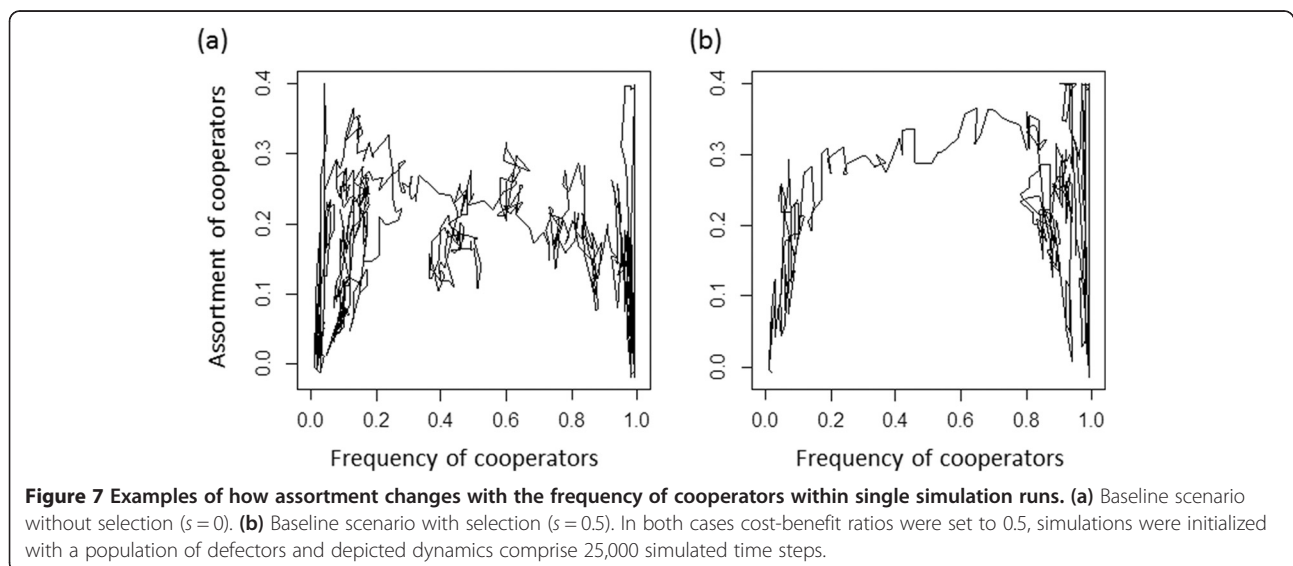 (a)
(b)
Assortment of cooperators
0.4
0.3
0.2
0.1
0.0
0.4
0.3
0.2
0.1
0.0
0.0 0.2 0.4 0.6 0.8 1.0
0.0 0.2 0.4 0.6 0.8 1.0
Frequency of cooperators
Frequency of cooperators
Figure 7 Examples of how assortment changes with the frequency of cooperators within single simulation runs. (a) Baseline scenario
without selection (s = 0). (b) Baseline scenario with selection (s = 0.5). In both cases cost-benefit ratios were set to 0.5, simulations were initialized
with a population of defectors and depicted dynamics comprise 25,000 simulated time steps.